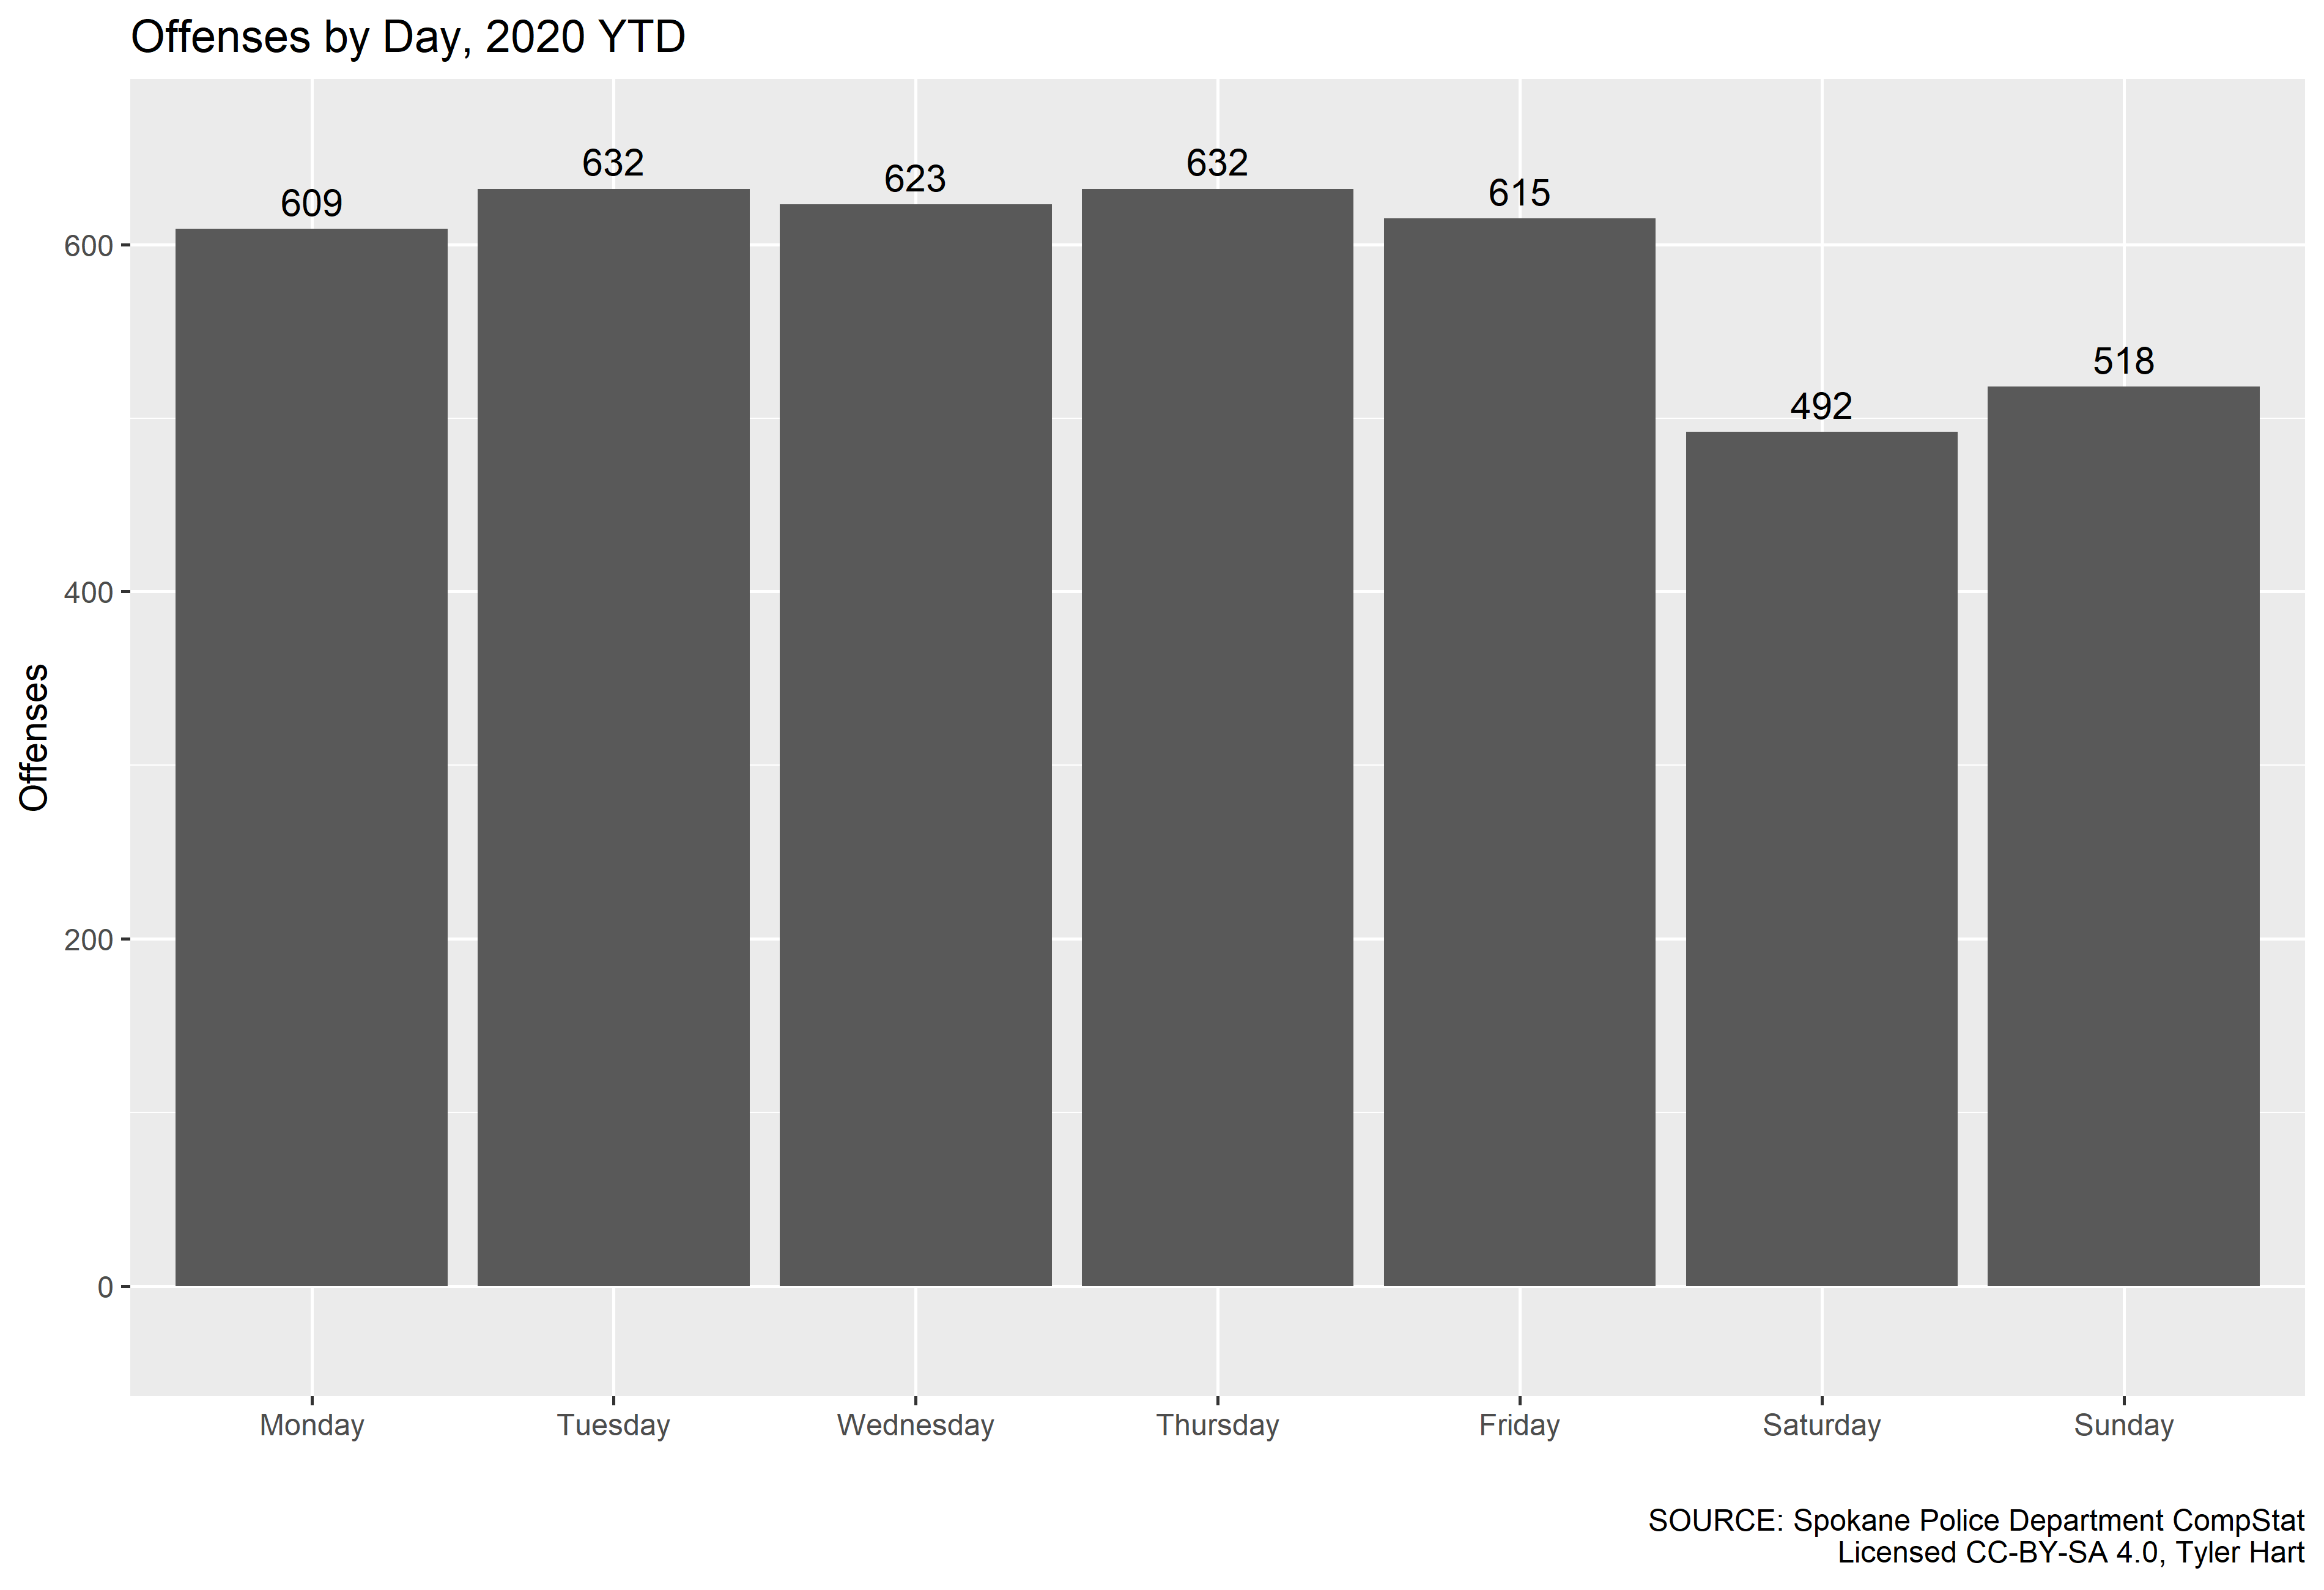 Offenses by Day, 2020 YTD
609
632
623
632
615
492
518
600
400
200
0
Offenses
Monday
Tuesday
Wednesday
Thursday
Friday
Saturday
Sunday
SOURCE: Spokane Police Department CompStat
Licensed CC-BY-SA 4.0, Tyler Hart